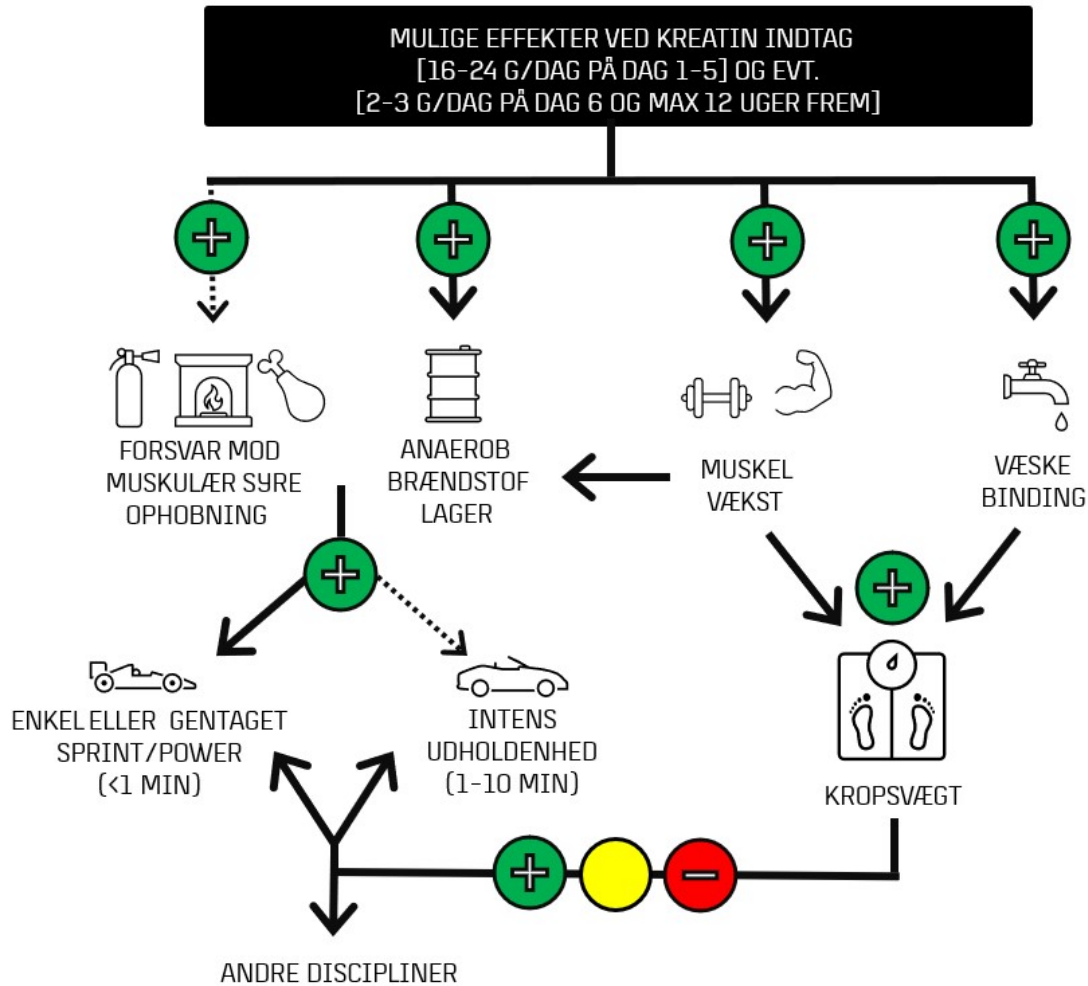 MULIGE EFFEKTER VED KREATIN INDTAG
[16-24 G/DAG PÅ DAG 1-5] OG EVT.
[2-3 G/DAG PÅ DAG 6 OG MAX 12 UGER FREM]
FORSVAR MOD
MUSKULÆR SYRE
OPHOBNING
ANAEROB
BRÆNDSTOF
LAGER
MUSKEL
VÆKST
VÆSKE
BINDING
ENKEL ELLER GENTAGET
SPRINT/POWER
(<1 MIN)
INTENS
UDHOLDENHED
(1-10 MIN)
KROPSVÆGT
ANDRE DISCIPLINER